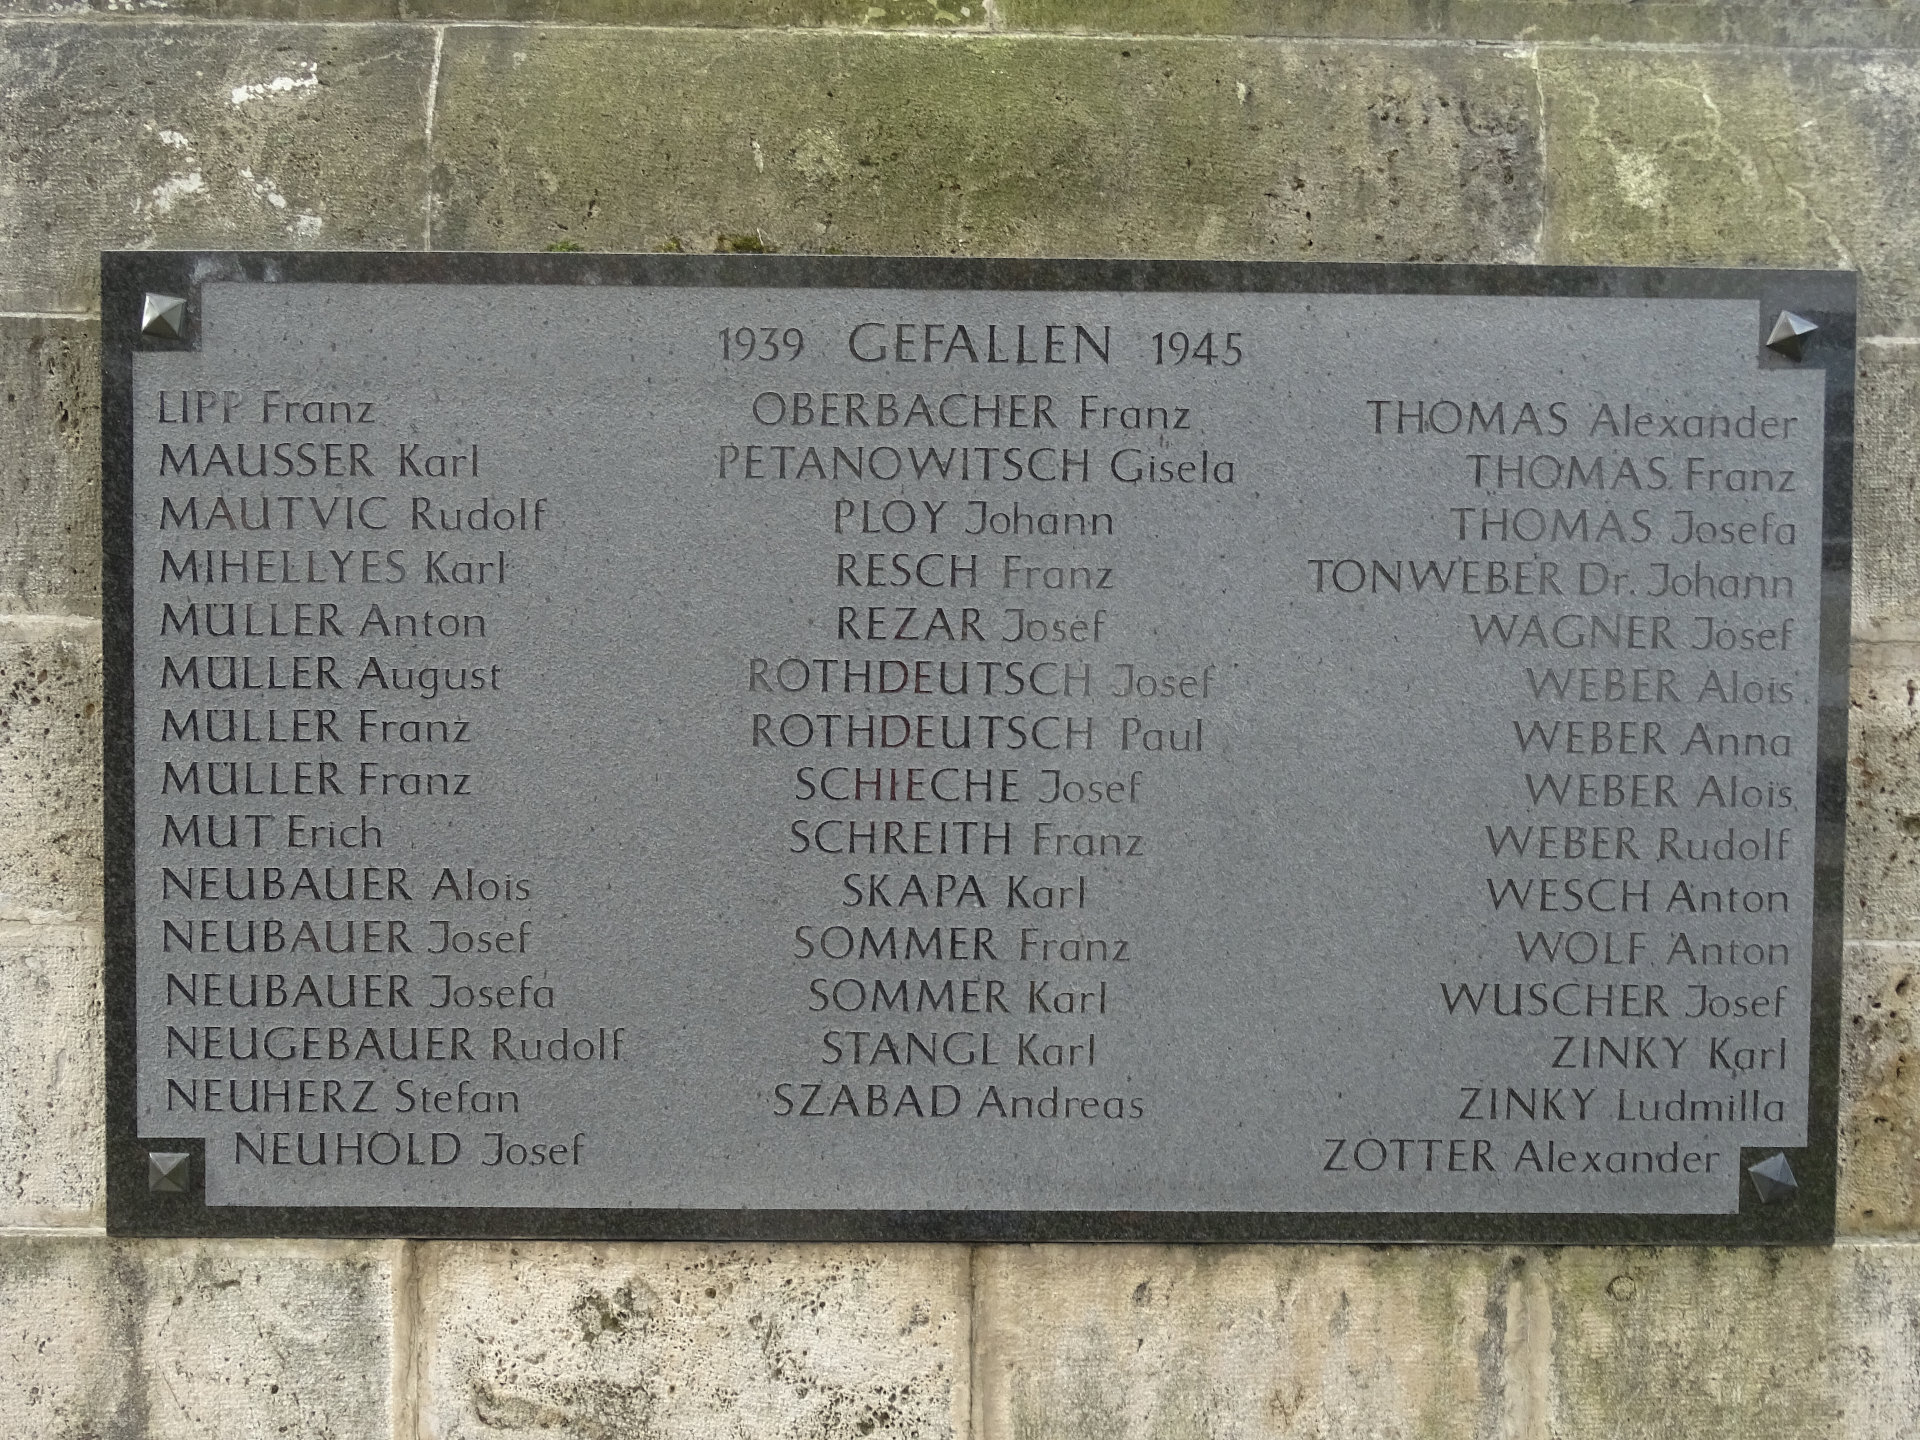 1939 GEFALLEN 1945
LIPP Franz
MAUSSER Karl
MAUTVIC Rudolf
MIHELLYES Karl
MÜLLER Anton
MÜLLER August
MÜLLER Franz
MÜLLER Franz
MUT Erich
NEUBAUER Alois
NEUBAUER Josef
NEUBAUER Josefa
NEUGEBAUER Rudolf
NEUHERZ Stefan
NEUHOLD Josef
OBERBACHER Franz
PETANOWITSCH Gisela
PLOY Johann
RESCH Franz
REZAR Josef
ROTHDEUTSCH Josef
ROTHDEUTSCH Paul
SCHIECHE Josef
SCHREITH Franz
SKAPA Karl
SOMMER Franz
SOMMER Karl
STANGL Karl
SZABAD Andreas
THOMAS Alexander
THOMAS Franz
THOMAS Josefa
TONWEBER Dr. Johann
WAGNER Josef
WEBER Alois
WEBER Anna
WEBER Alois
WEBER Rudolf
WESCH Anton
WOLF Anton
WUSCHER Josef
ZINKY Karl
ZINKY Ludmilla
ZOTTER Alexander